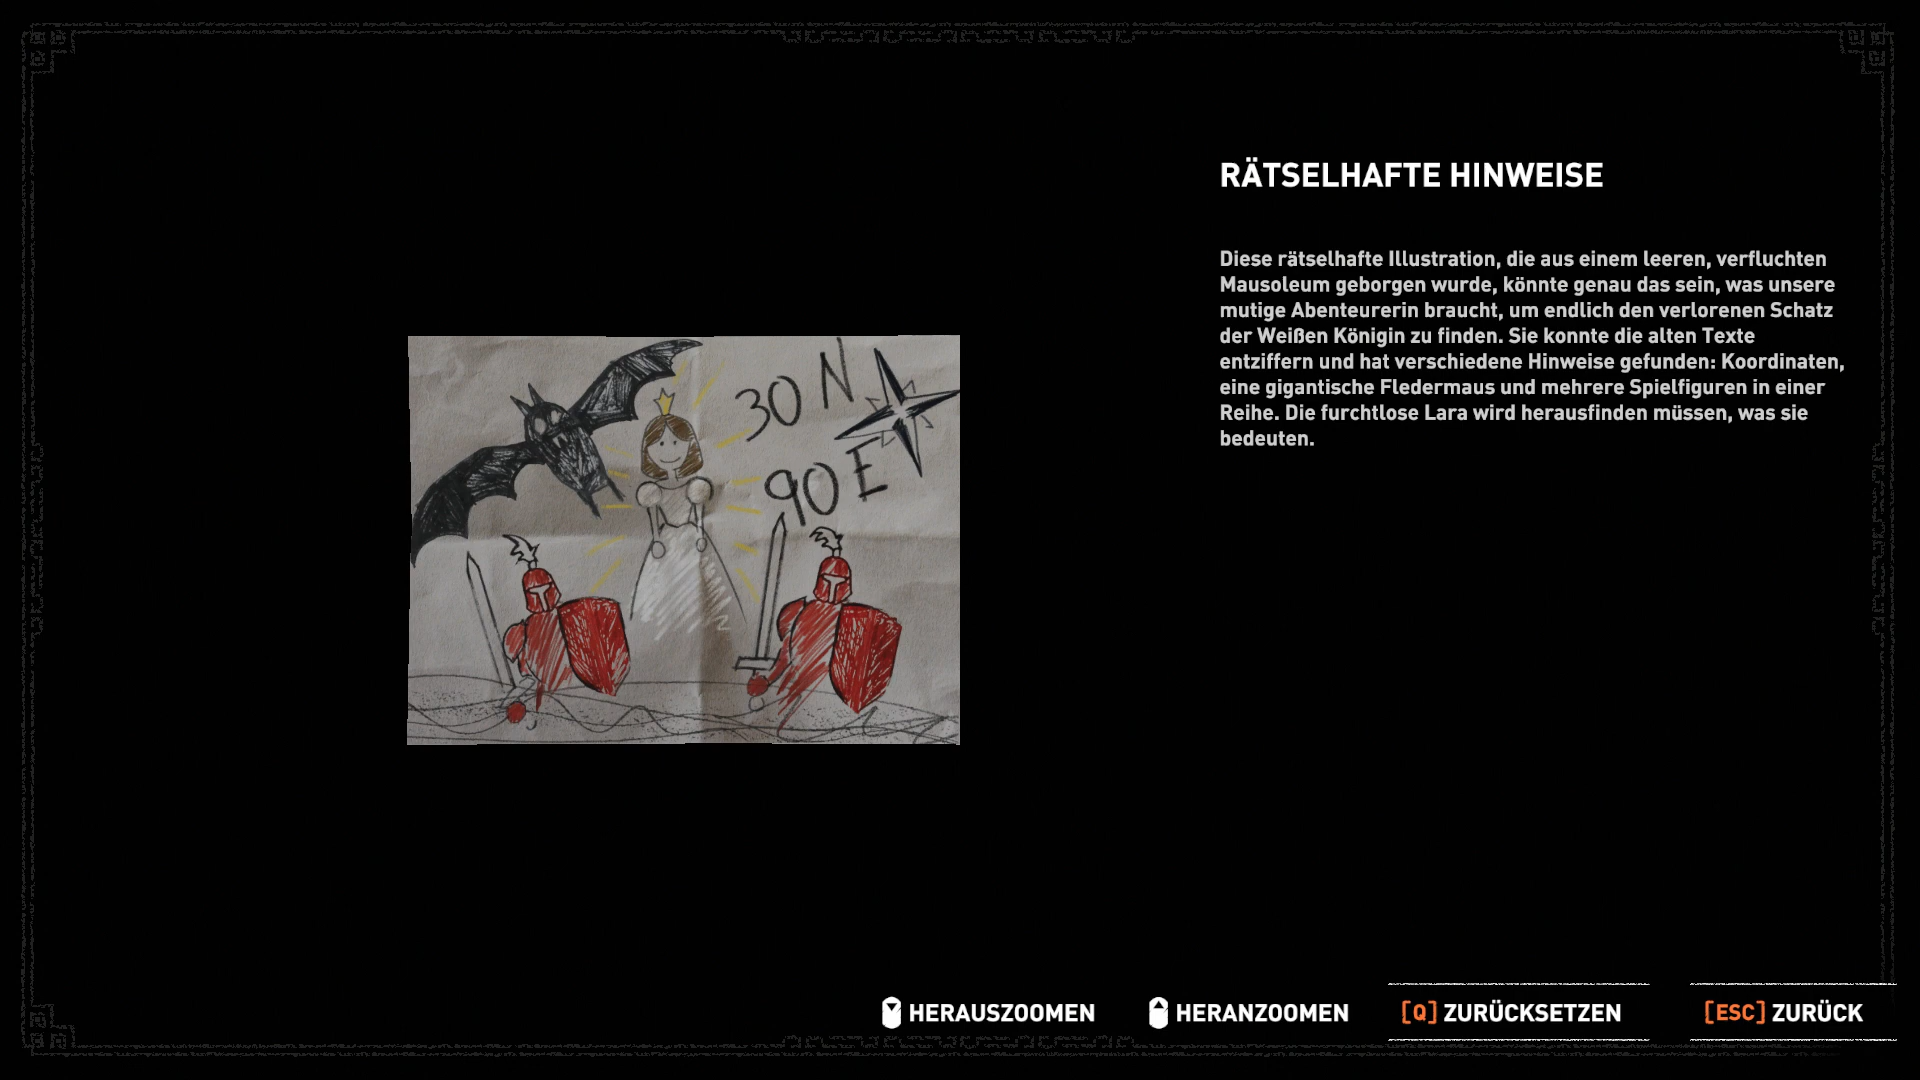 RÄTSELHAFTE HINWEISE
Diese rätselhafte Illustration, die aus einem leeren, verfluchten
Mausoleum geborgen wurde, könnte genau das sein, was unsere
mutige Abenteurerin braucht, um endlich den verlorenen Schatz
der Weißen Königin zu finden. Sie konnte die alten Texte
entziffern und hat verschiedene Hinweise gefunden: Koordinaten,
eine gigantische Fledermaus und mehrere Spielfiguren in einer
Reihe. Die furchtlose Lara wird herausfinden müssen, was sie
bedeuten.
30 N
90 E
HERAUSZOOMEN HERANZOOMEN [Q] ZURÜCKSETZEN [ESC] ZURÜCK